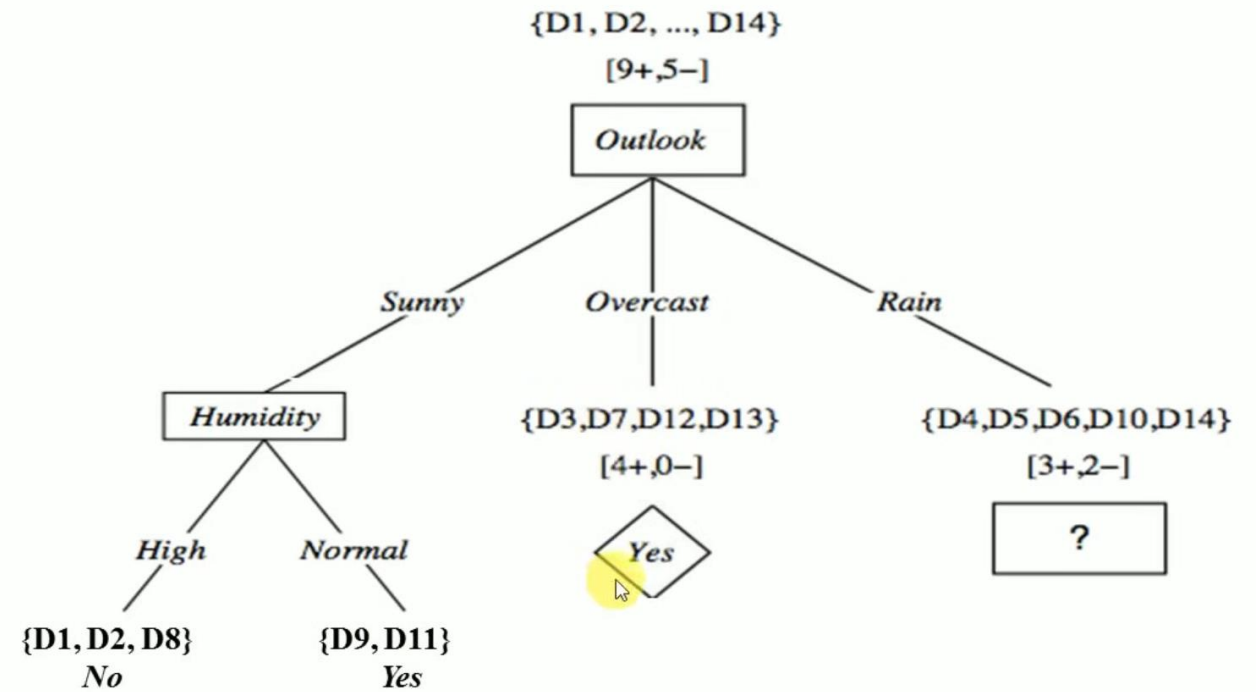 {D1, D2, ..., D14}
[9+,5−]
Outlook
Sunny
Overcast
Rain
Humidity
{D3,D7,D12,D13}
{D4,D5,D6,D10,D14}
[4+,0−]
[3+,2−]
?
High
Normal
Yes
{D1, D2, D8}
{D9, D11}
No
Yes